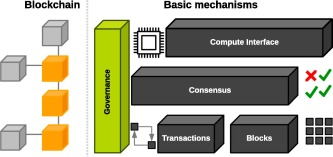 Blockchain
Basic mechanisms
Governance
Compute Interface
Consensus
Transactions
Blocks